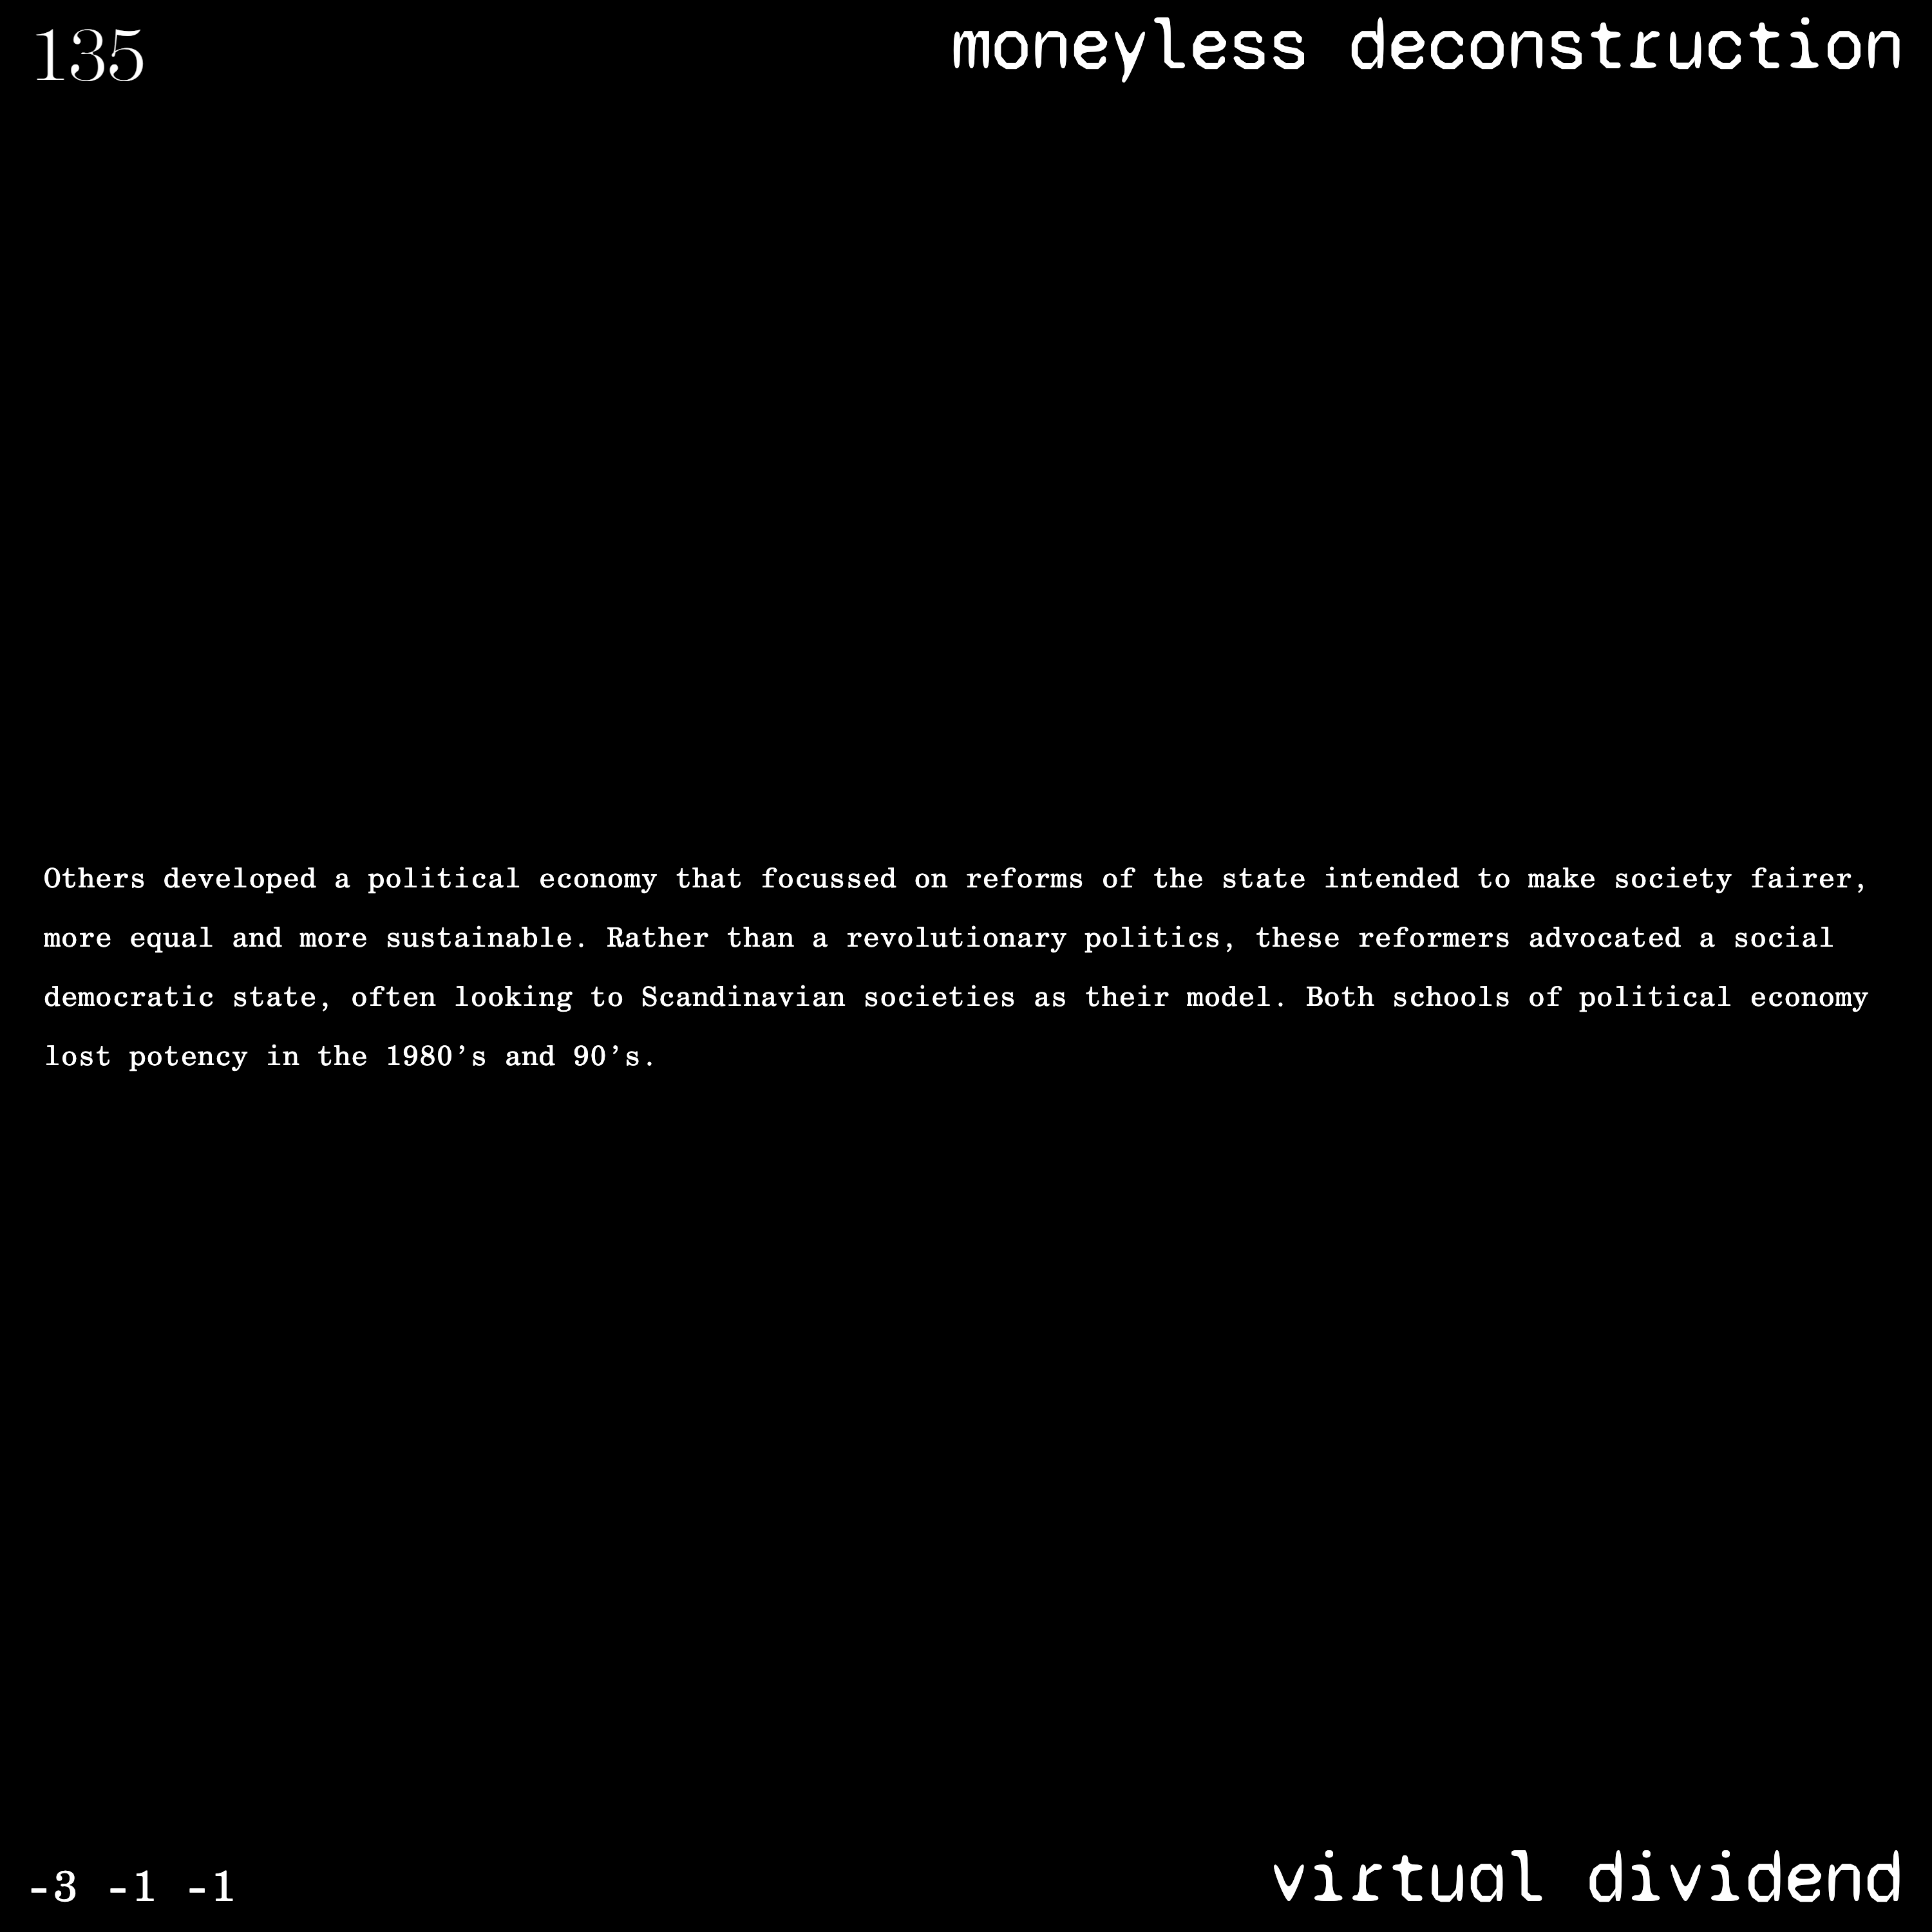 135
moneyless deconstruction
Others developed a political economy that focussed on reforms of the state intended to make society fairer,
more equal and more sustainable. Rather than a revolutionary politics, these reformers advocated a social
democratic state, often looking to Scandinavian societies as their model. Both schools of political economy
lost potency in the 1980’s and 90’s.
-3 -1 -1
virtual dividend